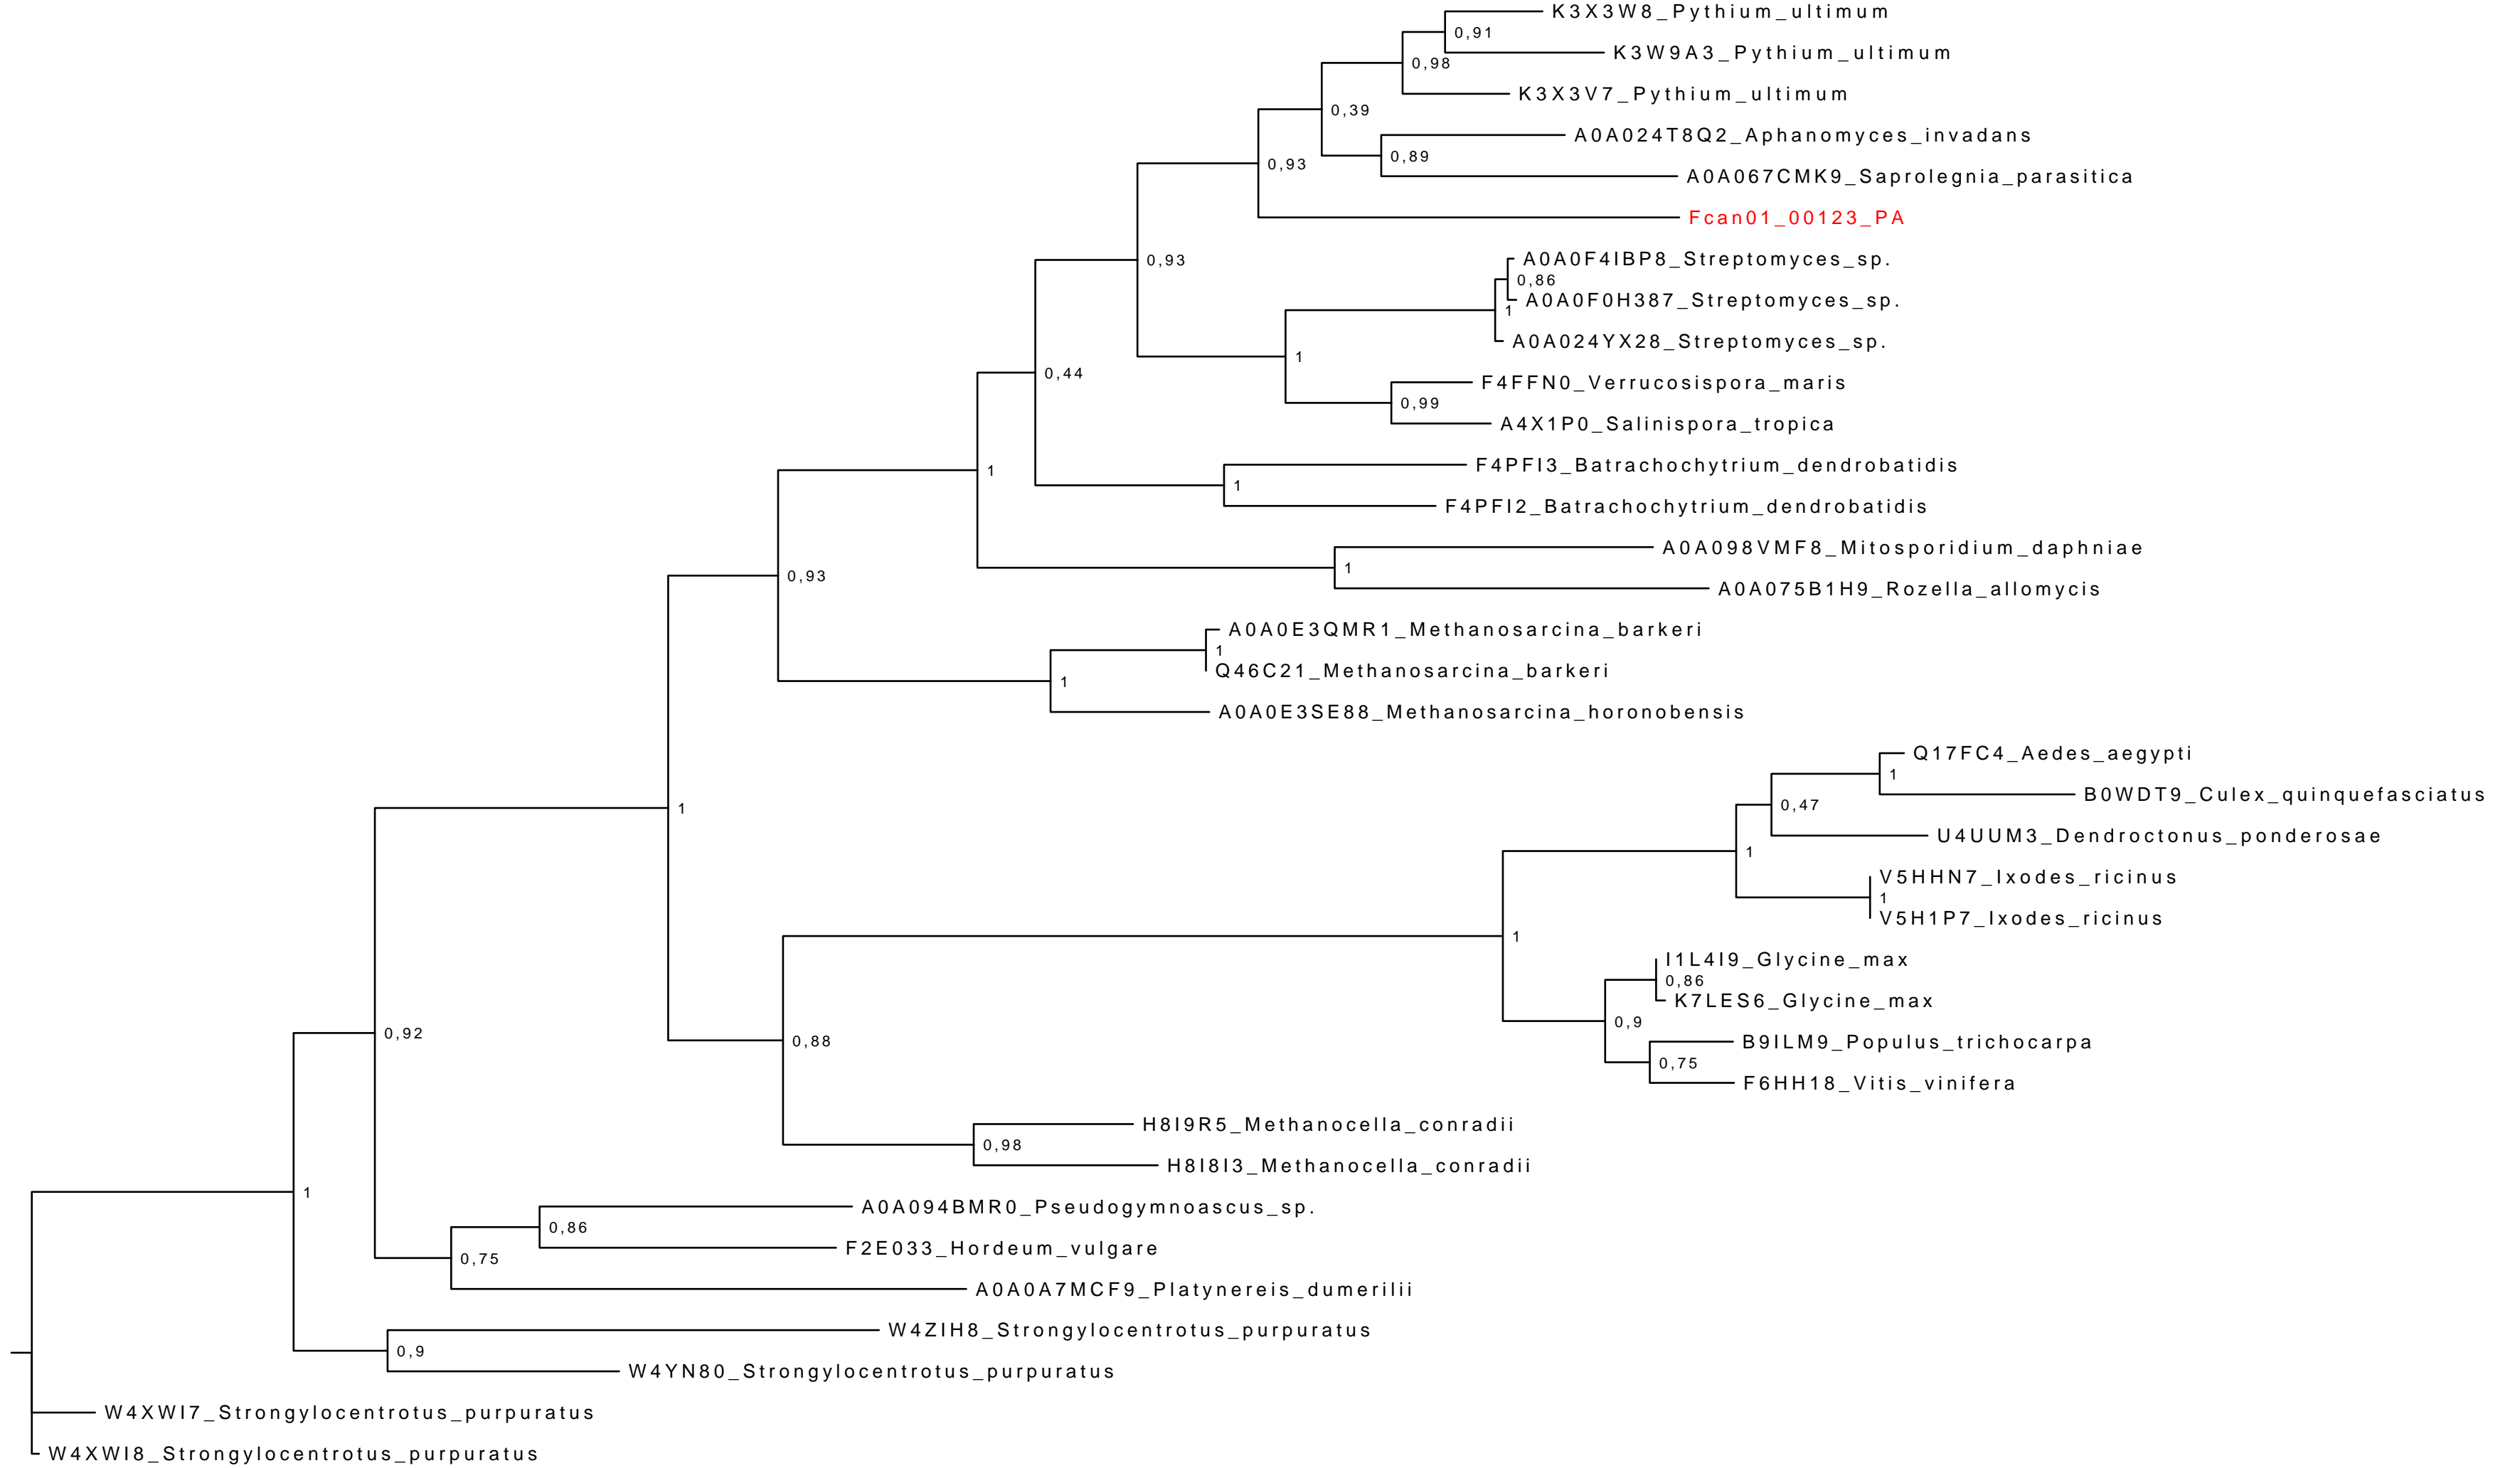 K3X3W8_Pythium_ultimum
0,91
K3W9A3_Pythium_ultimum
0,98
K3X3V7_Pythium_ultimum
0,39
A0A024T8Q2_Aphanomyces_invadans
0,89
0,93
A0A067CMK9_Saprolegnia_parasitica
Fcan01_00123_PA
0,93
A0A0F4IBP8_Streptomyces_sp.
0,86
A0A0F0H387_Streptomyces_sp.
1
A0A024YX28_Streptomyces_sp.
1
0,44
F4FFN0_Verrucosispora_maris
0,99
A4X1P0_Salinispora_tropica
F4PFI3_Batrachochytrium_dendrobatidis
1
1
F4PFI2_Batrachochytrium_dendrobatidis
A0A098VMF8_Mitosporidium_daphniae
1
0,93
A0A075B1H9_Rozella_allomycis
A0A0E3QMR1_Methanosarcina_barkeri
1
Q46C21_Methanosarcina_barkeri
1
A0A0E3SE88_Methanosarcina_horonobensis
Q17FC4_Aedes_aegypti
1
B0WDT9_Culex_quinquefasciatus
0,47
1
U4UUM3_Dendroctonus_ponderosae
1
V5HHN7_Ixodes_ricinus
1
V5H1P7_Ixodes_ricinus
1
I1L4I9_Glycine_max
0,86
K7LES6_Glycine_max
0,9
0,92
0,88
B9ILM9_Populus_trichocarpa
0,75
F6HH18_Vitis_vinifera
H8I9R5_Methanocella_conradii
0,98
H8I8I3_Methanocella_conradii
1
A0A094BMR0_Pseudogymnoascus_sp.
0,86
F2E033_Hordeum_vulgare
0,75
A0A0A7MCF9_Platynereis_dumerilii
W4ZIH8_Strongylocentrotus_purpuratus
0,9
W4YN80_Strongylocentrotus_purpuratus
W4XWI7_Strongylocentrotus_purpuratus
W4XWI8_Strongylocentrotus_purpuratus